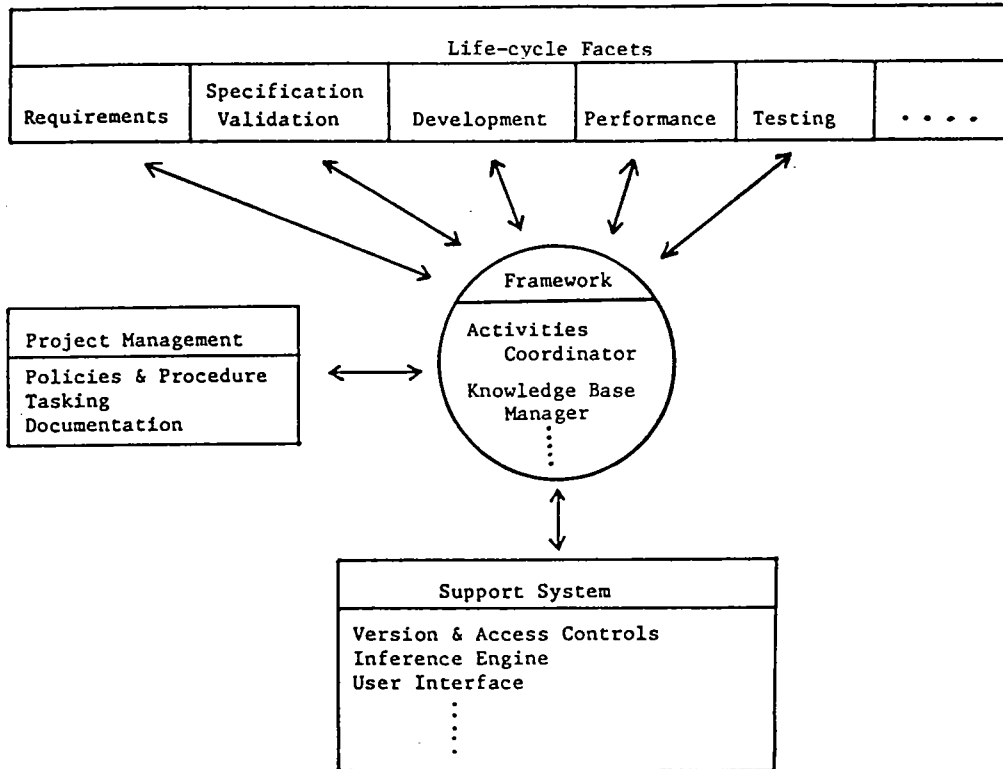 Life-cycle Facets
Requirements
Specification
Validation
Development
Performance
Testing
. . . .
Framework
Activities
Coordinator
Knowledge Base
Manager
Project Management
Policies & Procedure
Tasking
Documentation
Support System
Version & Access Controls
Inference Engine
User Interface